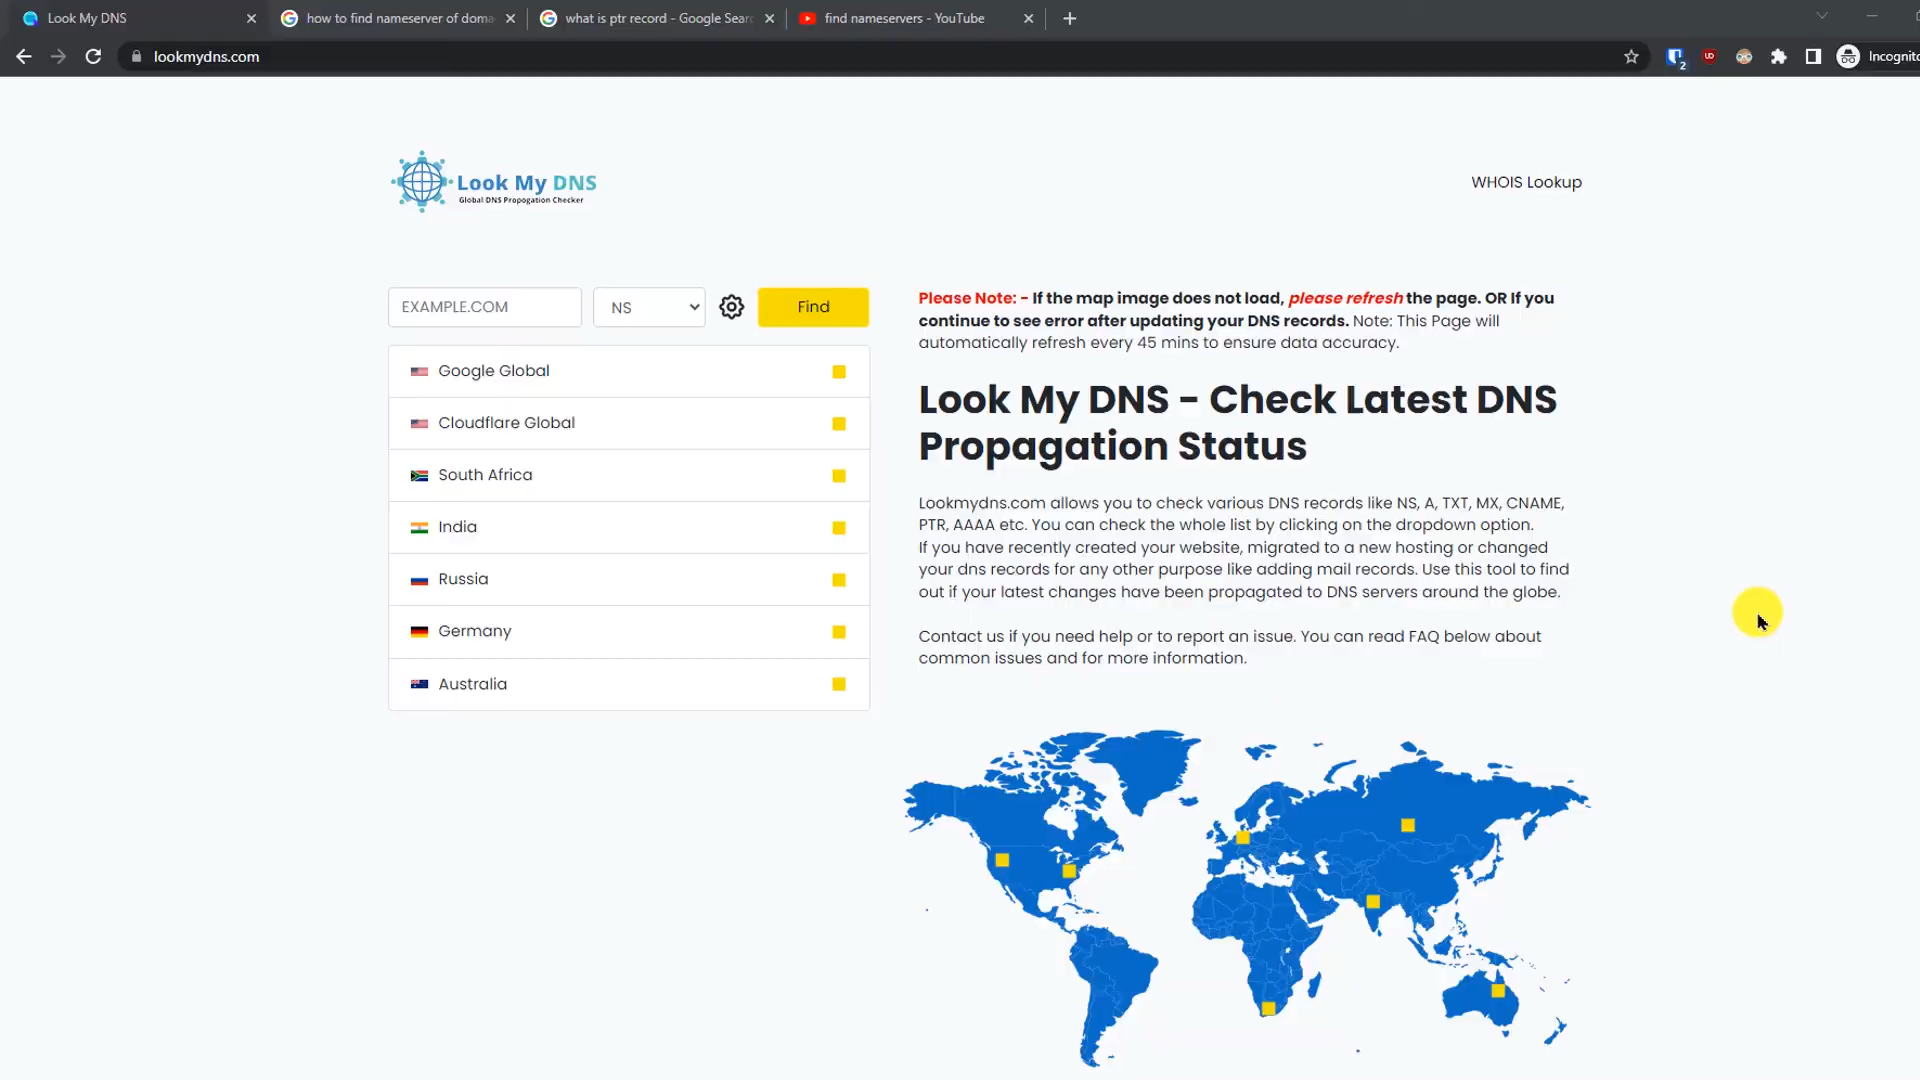 Look My DNS
how to find nameserver of doma
what is ptr record - Google Sear
find nameservers - YouTube
lookmydns.com
2
UD
Incognito
Look My DNS
Global DNS Propogation Checker
WHOIS Lookup
EXAMPLE.COM
NS
Find
Google Global
Cloudflare Global
South Africa
India
Russia
Germany
Australia
Please Note: - If the map image does not load, please refresh the page. OR If you
continue to see error after updating your DNS records. Note: This Page will
automatically refresh every 45 mins to ensure data accuracy.
Look My DNS - Check Latest DNS
Propagation Status
Lookmydns.com allows you to check various DNS records like NS, A, TXT, MX, CNAME,
PTR, AAAA etc. You can check the whole list by clicking on the dropdown option.
If you have recently created your website, migrated to a new hosting or changed
your dns records for any other purpose like adding mail records. Use this tool to find
out if your latest changes have been propagated to DNS servers around the globe.
Contact us if you need help or to report an issue. You can read FAQ below about
common issues and for more information.